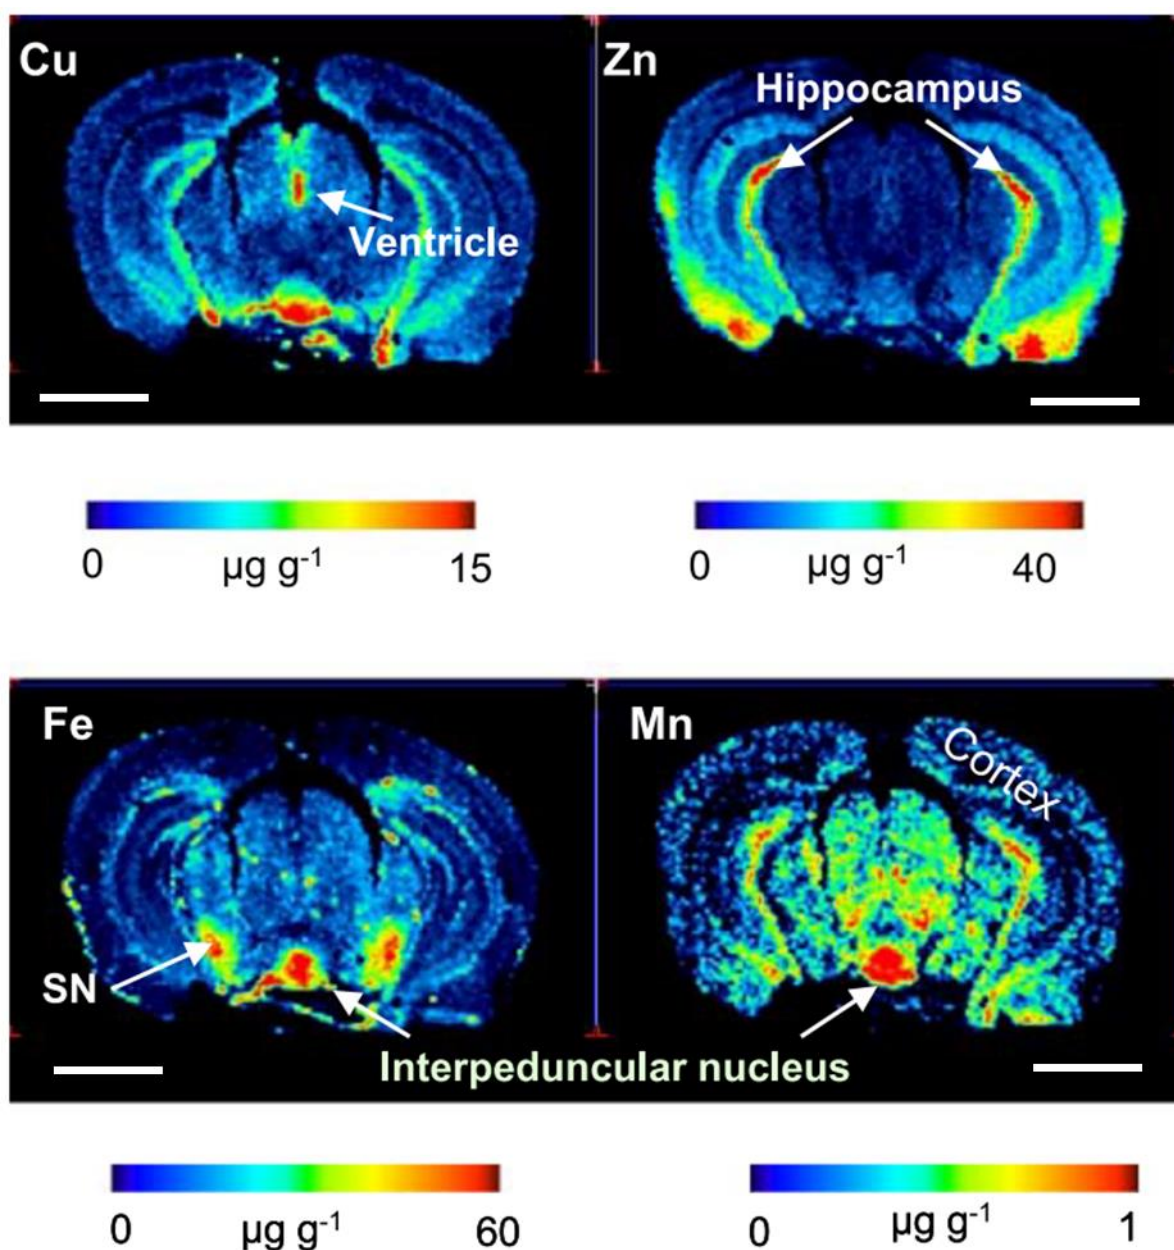 Cu
Zn
Hippocampus
Ventricle
0 µg g-1 15
0 µg g-1 40
Fe
Mn
Cortex
SN
Interpeduncular nucleus
0 µg g-1 60
0 µg g-1 1